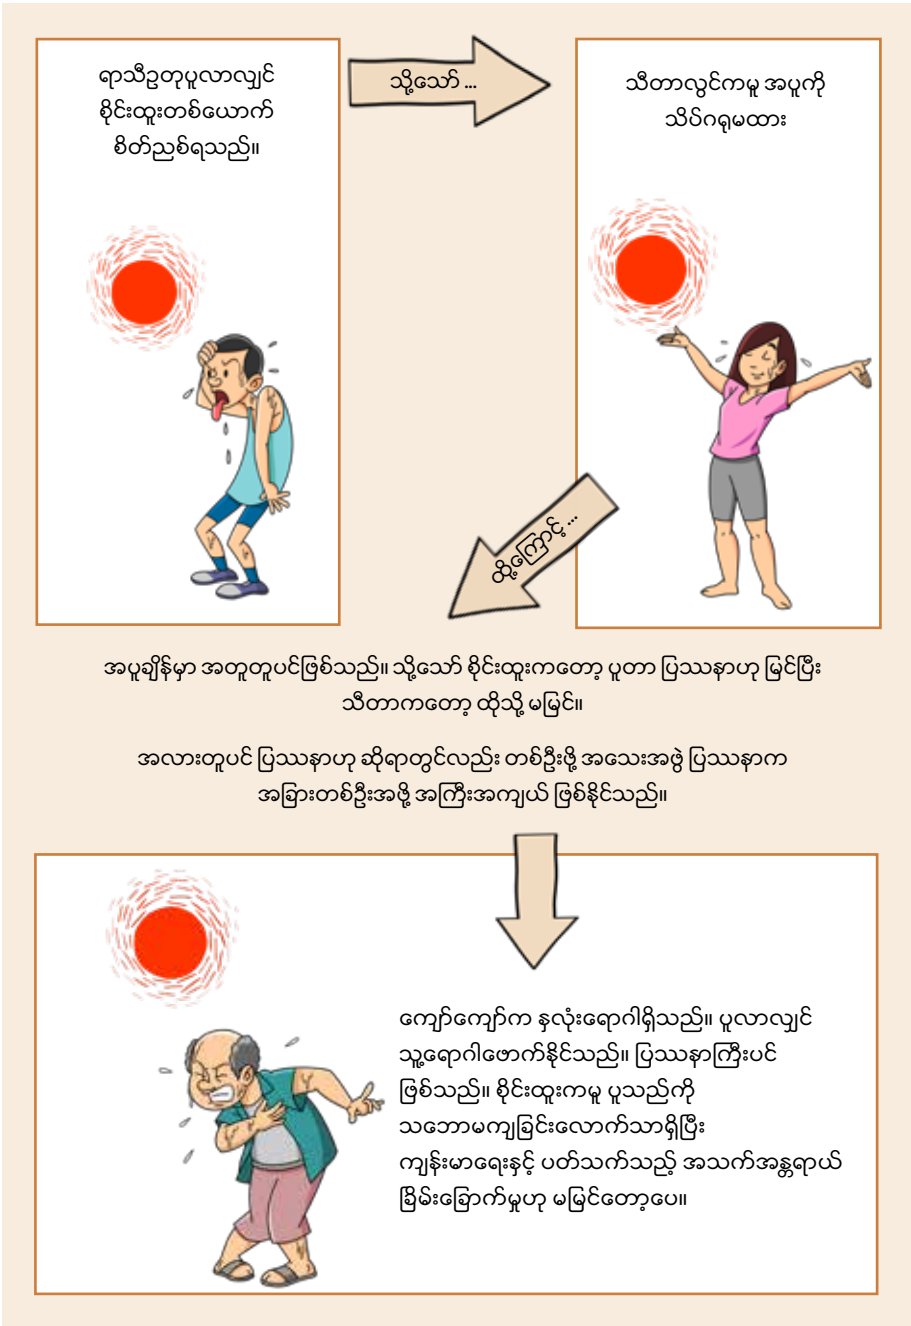 ရာသီဥတုပူလာလျှင်
စိုင်းထူးတစ်ယောက်
စိတ်ညစ်ရသည်။
သို့သော် ...
သီတာလွင်ကမူ အပူကို
သိပ်ဂရုမထား
ထို့ကြောင့် ...
အပူချိန်မှာ အတူတူပင်ဖြစ်သည်။ သို့သော် စိုင်းထူးကတော့ ပူတာ ပြဿနာဟု မြင်ပြီး
သီတာကတော့ ထိုသို့ မမြင်။
အလားတူပင် ပြဿနာဟု ဆိုရာတွင်လည်း တစ်ဦးဖို့ အသေးအဖွဲ ပြဿနာက
အခြားတစ်ဦးအဖို့ အကြီးအကျယ် ဖြစ်နိုင်သည်။
ကျော်ကျော်က နှလုံးရောဂါရှိသည်။ ပူလာလျှင်
သူ့ရောဂါဖောက်နိုင်သည်။ ပြဿနာကြီးပင်
ဖြစ်သည်။ စိုင်းထူးကမူ ပူသည်ကို
သဘောမကျခြင်းလောက်သာရှိပြီး
ကျန်းမာရေးနှင့် ပတ်သက်သည့် အသက်အန္တရာယ်
ခြိမ်းခြောက်မှုဟု မမြင်တော့ပေ။